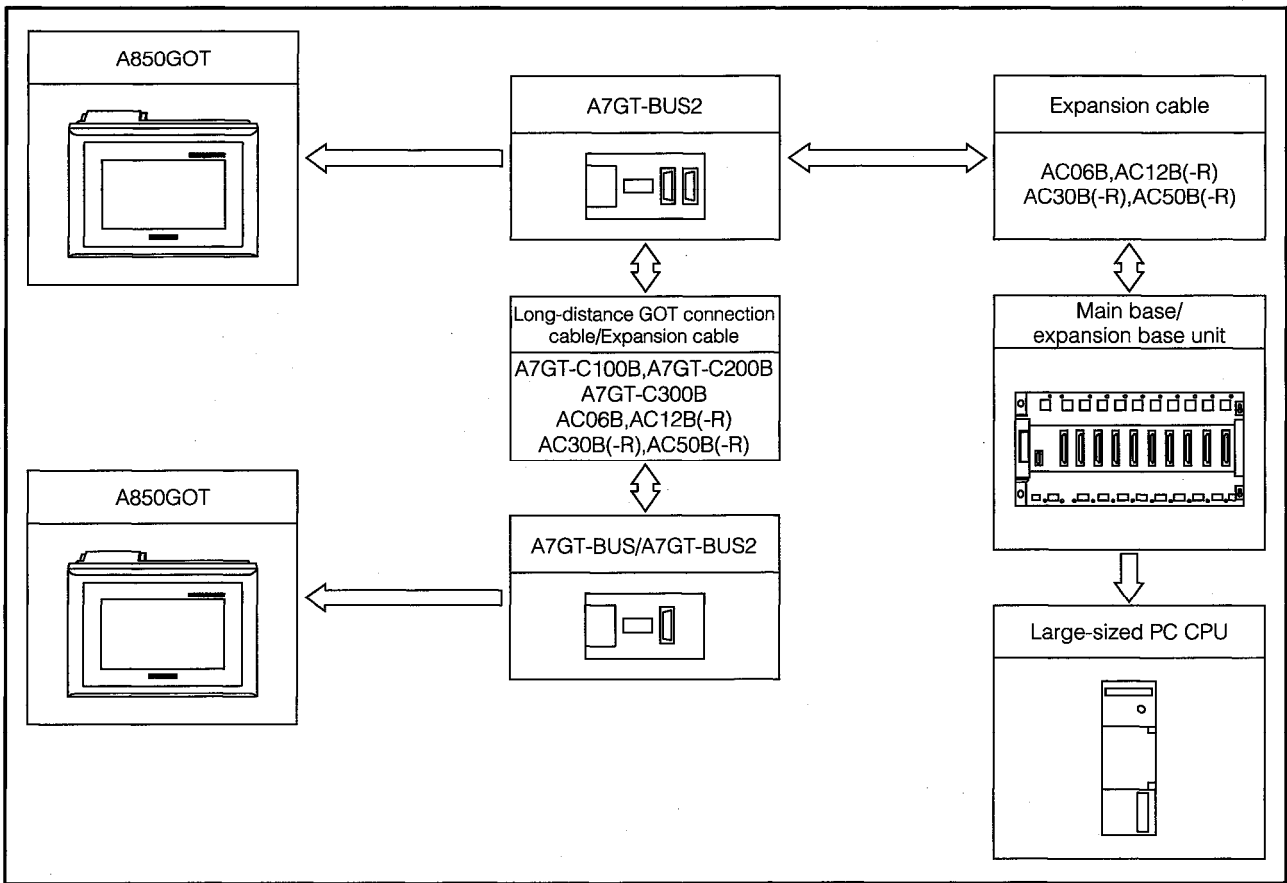 A850GOT
A7GT-BUS2
Expansion cable
AC06B,AC12B(-R)
AC30B(-R),AC50B(-R)
Long-distance GOT connection
cable/Expansion cable
A7GT-C100B,A7GT-C200B
A7GT-C300B
AC06B,AC12B(-R)
AC30B(-R),AC50B(-R)
Main base/
expansion base unit
A850GOT
A7GT-BUS/A7GT-BUS2
Large-sized PC CPU